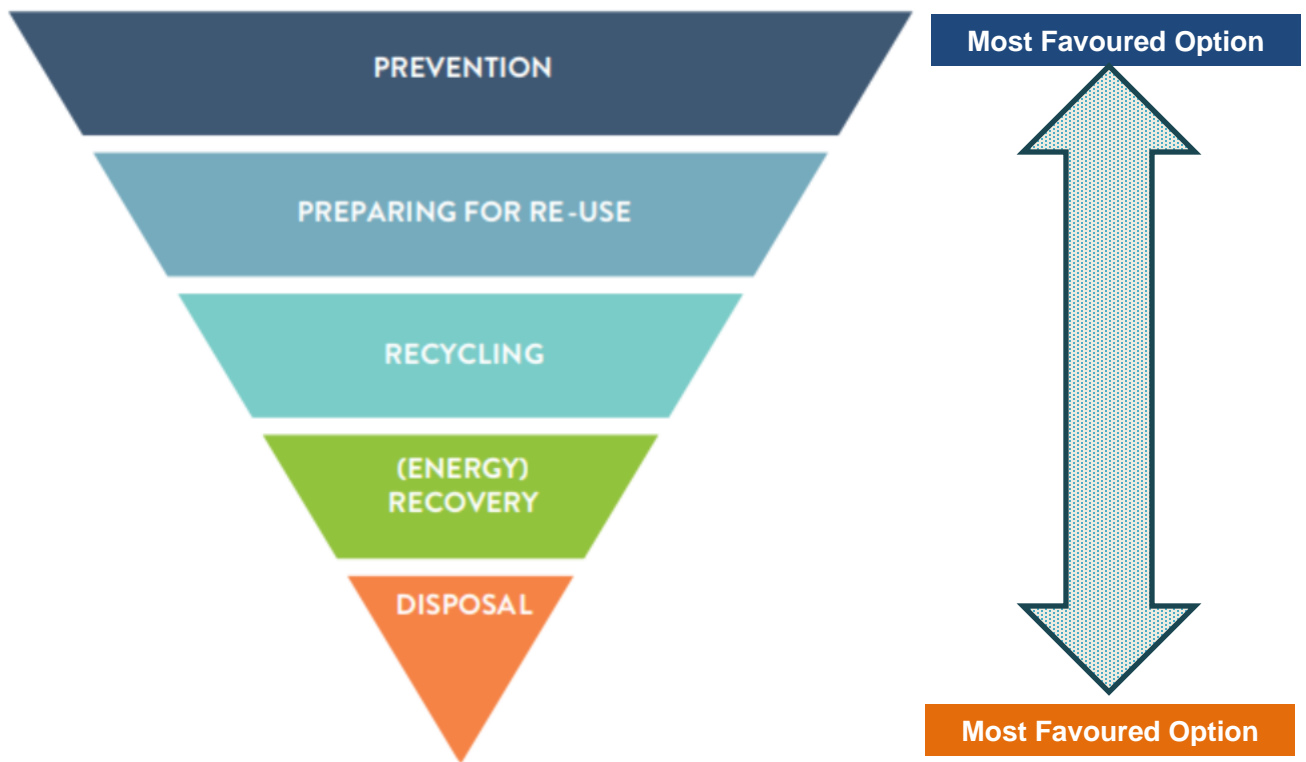 PREVENTION
Most Favoured Option
PREPARING FOR RE-USE
RECYCLING
(ENERGY)
RECOVERY
DISPOSAL
Most Favoured Option